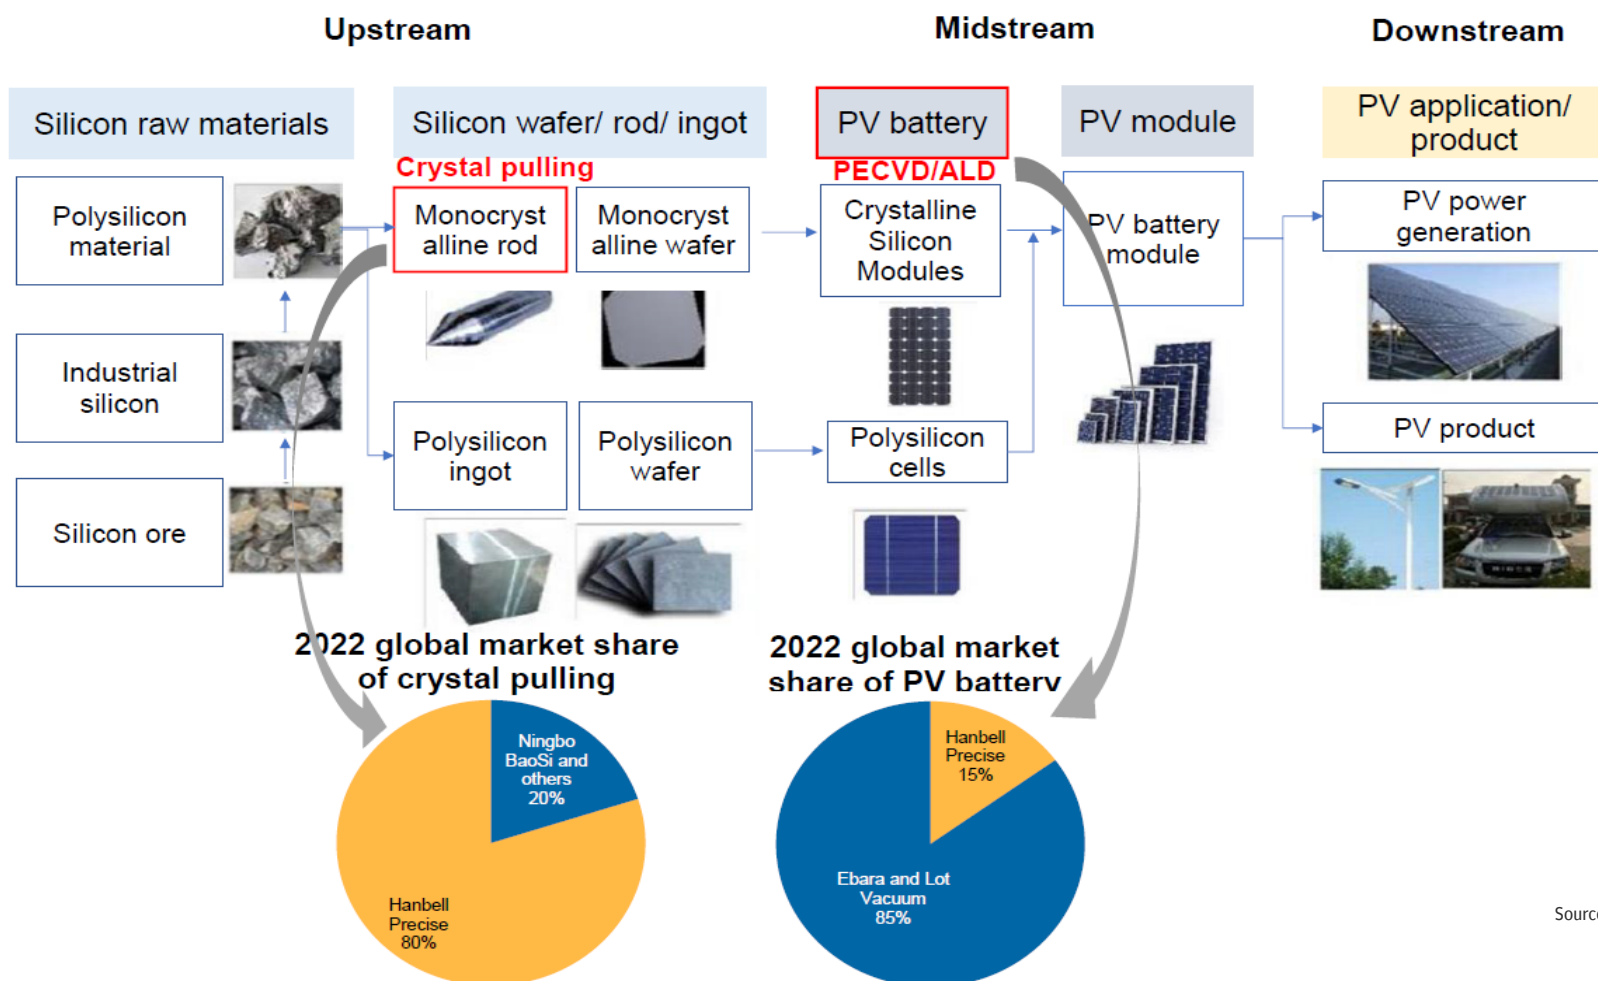 Upstream
Midstream
Downstream
Silicon raw materials
Silicon wafer/ rod/ ingot
PV battery
PV module
PV application/
product
Crystal pulling
PECVD/ALD
Polysilicon
material
Monocryst
alline rod
Monocryst
alline wafer
Crystalline
Silicon
Modules
PV battery
module
PV power
generation
Industrial
silicon
Polysilicon
ingot
Polysilicon
wafer
Polysilicon
cells
PV product
Silicon ore
2022 global market share
of crystal pulling
2022 global market
share of PV battery
Ningbo
BaoSi and
others
20%
Hanbell
Precise
80%
Hanbell
Precise
15%
Ebara and Lot
Vacuum
85%
Source